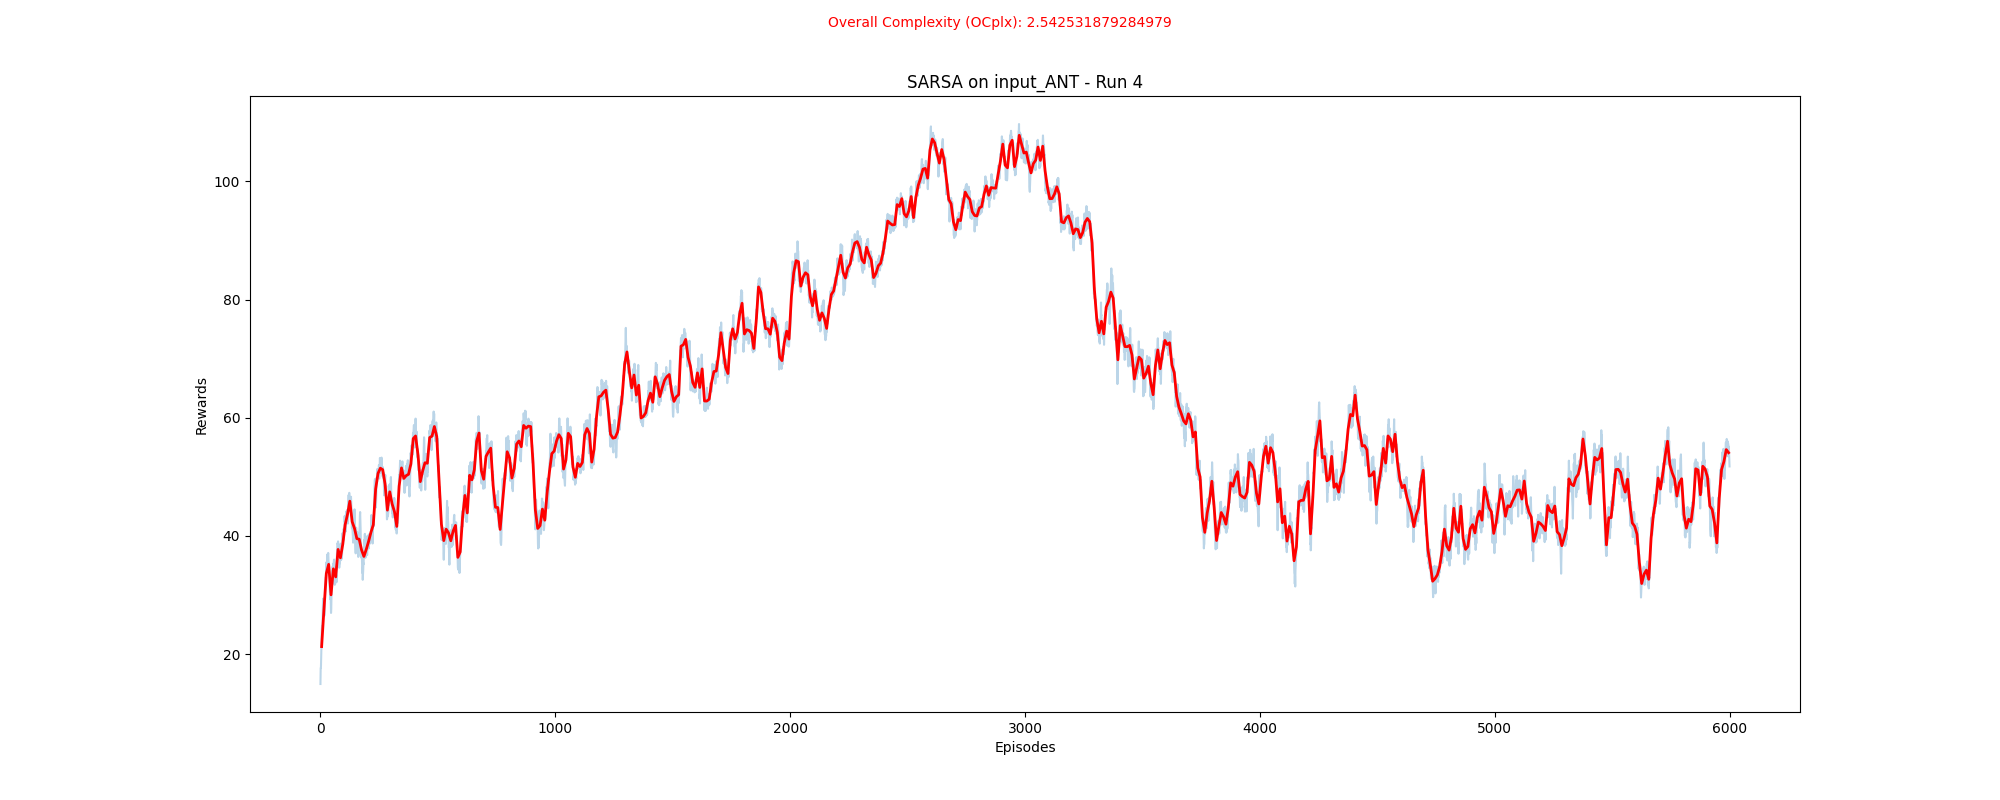 Overall Complexity (OCplx): 2.542531879284979
SARSA on input_ANT - Run 4
Rewards
100
80
60
40
20
0 1000 2000 3000 4000 5000 6000
Episodes